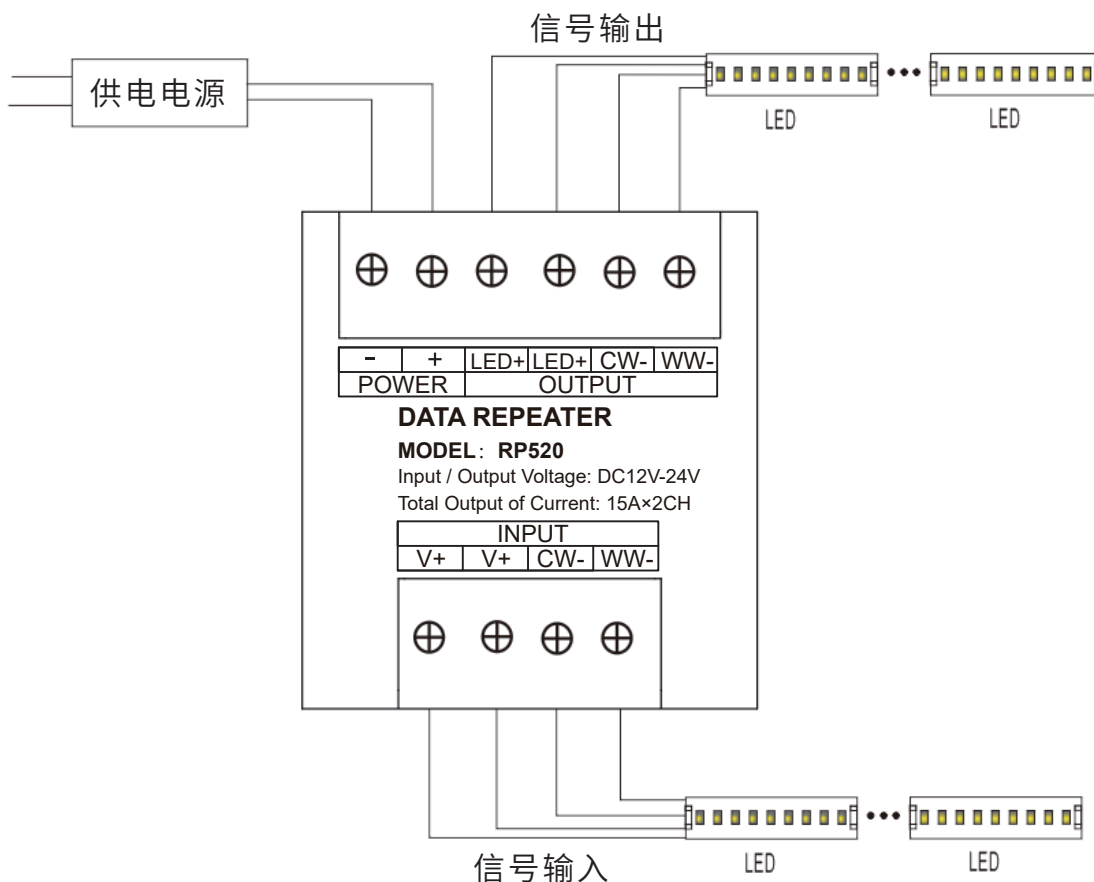 信号输出
供电电源
LED
LED
- + LED+ LED+ CW- WW-
POWER OUTPUT
DATA REPEATER
MODEL: RP520
Input / Output Voltage: DC12V-24V
Total Output of Current: 15A×2CH
INPUT
V+ V+ CW- WW-
信号输入
LED
LED